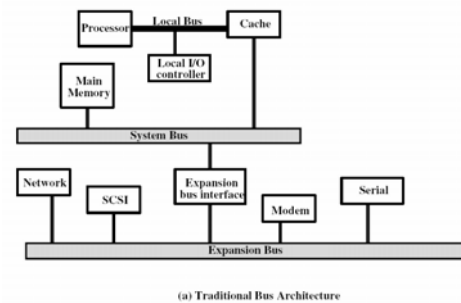 Processor
Local Bus
Cache
Local I/O
controller
Main
Memory
System Bus
Network
SCSI
Expansion
bus interface
Modem
Serial
Expansion Bus
(a) Traditional Bus Architecture